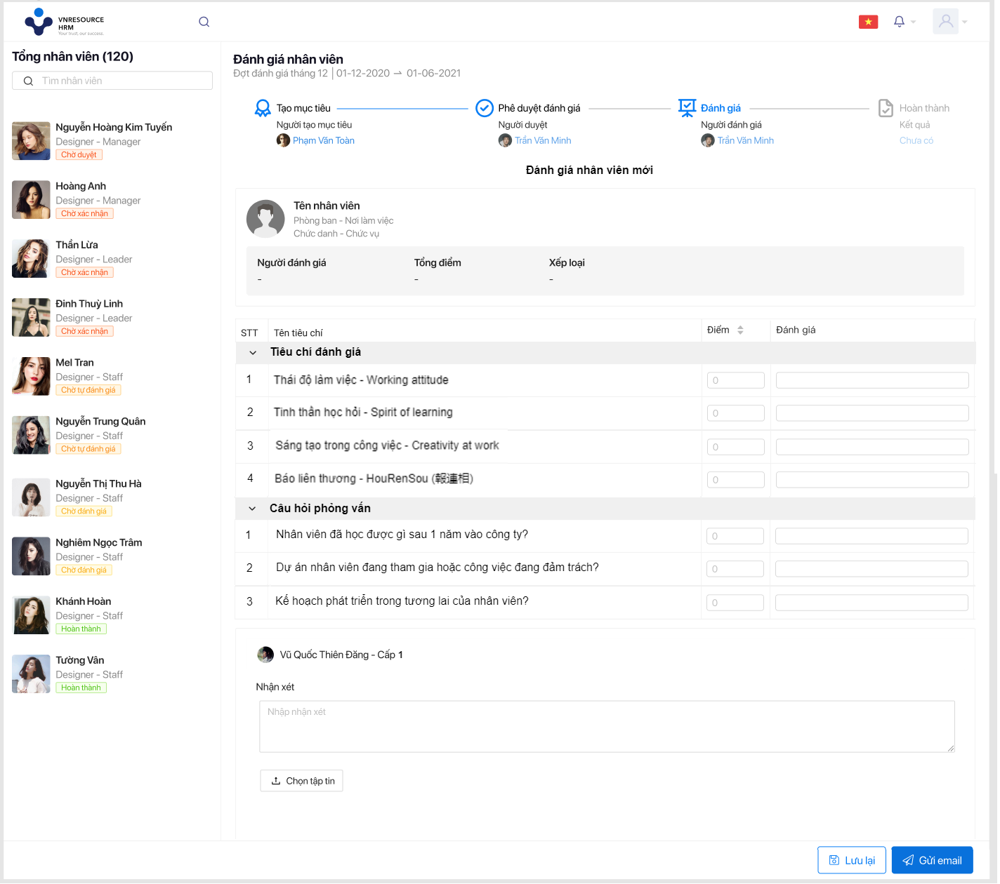 VNRESOURCE
HRM
Your trust, our success.
Tổng nhân viên (120)
Tìm nhân viên
Nguyễn Hoàng Kim Tuyến
Designer - Manager
Chờ duyệt
Hoàng Anh
Designer - Manager
Chờ xác nhận
Thần Lừa
Designer - Leader
Chờ xác nhận
Đinh Thuỳ Linh
Designer - Leader
Chờ xác nhận
Mel Tran
Designer - Staff
Chờ tự đánh giá
Nguyễn Trung Quân
Designer - Staff
Chờ tự đánh giá
Nguyễn Thị Thu Hà
Designer - Staff
Chờ đánh giá
Nghiêm Ngọc Trâm
Designer - Staff
Chờ đánh giá
Khánh Hoàn
Designer - Staff
Hoàn thành
Tường Vân
Designer - Staff
Hoàn thành
Đánh giá nhân viên
Đợt đánh giá tháng 12 | 01-12-2020 → 01-06-2021
Tạo mục tiêu
Người tạo mục tiêu
Phạm Văn Toàn
Phê duyệt đánh giá
Người duyệt
Trần Văn Minh
Đánh giá
Người đánh giá
Trần Văn Minh
Hoàn thành
Kết quả
Chưa có
Đánh giá nhân viên mới
Tên nhân viên
Phòng ban - Nơi làm việc
Chức danh - Chức vụ
Người đánh giá Tổng điểm Xếp loại
- - -
STT Tên tiêu chí Điểm Đánh giá
Tiêu chí đánh giá
1 Thái độ làm việc - Working attitude 0
2 Tinh thần học hỏi - Spirit of learning 0
3 Sáng tạo trong công việc - Creativity at work 0
4 Báo liên thương - HouRenSou (報連相) 0
Câu hỏi phỏng vấn
1 Nhân viên đã học được gì sau 1 năm vào công ty? 0
2 Dự án nhân viên đang tham gia hoặc công việc đang đảm trách? 0
3 Kế hoạch phát triển trong tương lai của nhân viên? 0
Vũ Quốc Thiên Đăng - Cấp 1
Nhận xét
Nhập nhận xét
Chọn tập tin
Lưu lại
Gửi email